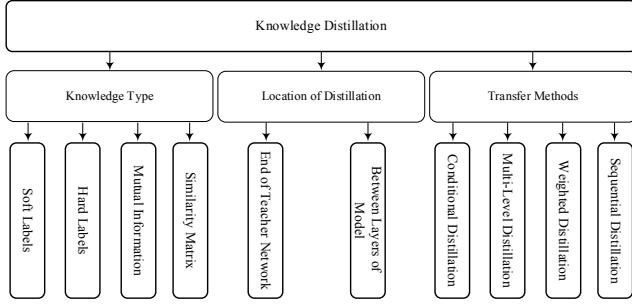 Knowledge Distillation
Knowledge Type
Location of Distillation
Transfer Methods
Soft Labels
Hard Labels
Mutual Information
Similarity Matrix
End of Teacher Network
Between Layers of
Model
Conditional Distillation
Multi-Level Distillation
Weighted Distillation
Sequential Distillation